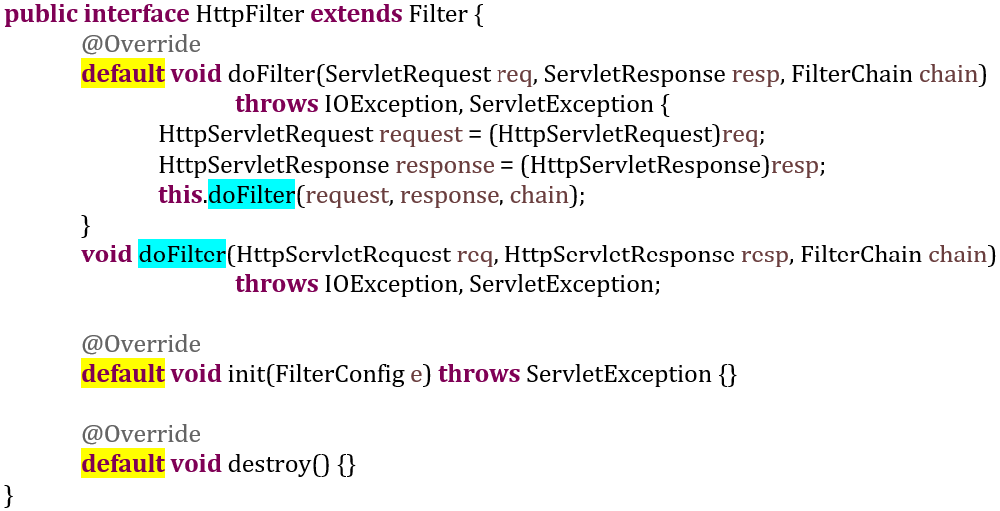 public interface HttpFilter extends Filter {
@Override
default void doFilter(ServletRequest req, ServletResponse resp, FilterChain chain)
throws IOException, ServletException {
HttpServletRequest request = (HttpServletRequest)req;
HttpServletResponse response = (HttpServletResponse)resp;
this.doFilter(request, response, chain);
}
void doFilter(HttpServletRequest req, HttpServletResponse resp, FilterChain chain)
throws IOException, ServletException;
@Override
default void init(FilterConfig e) throws ServletException {}
@Override
default void destroy() {}
}